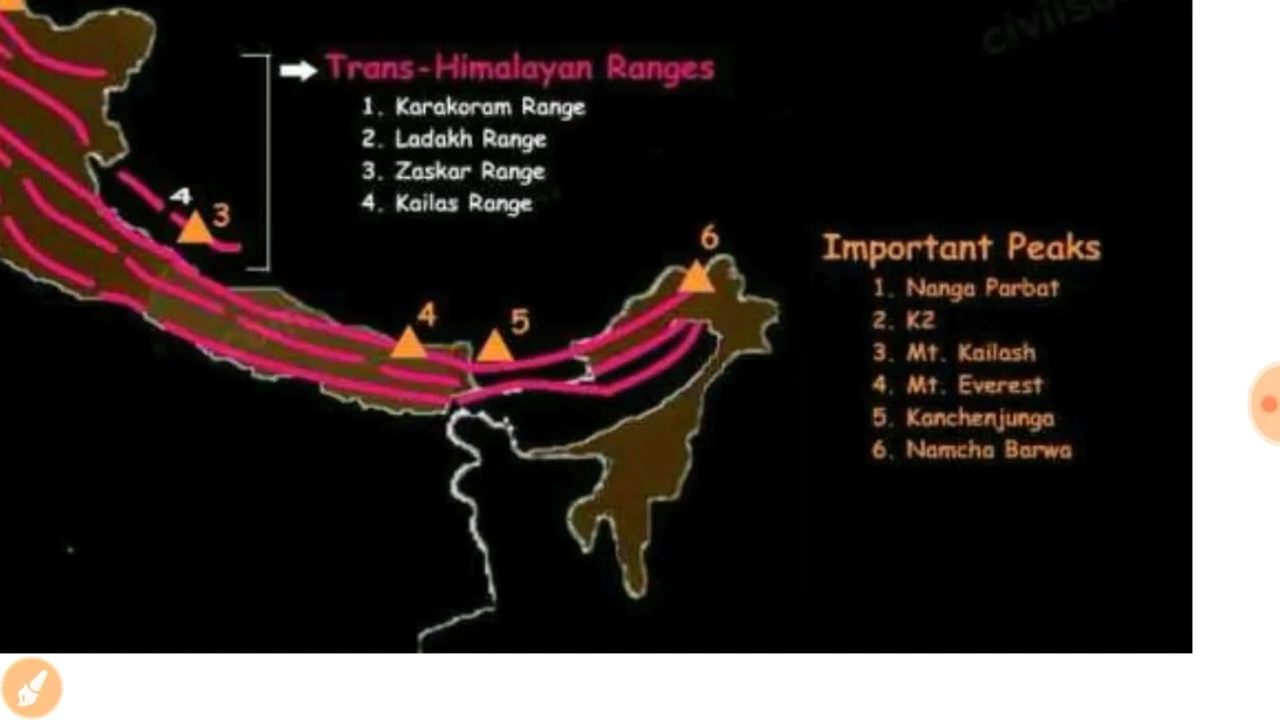 Trans-Himalayan Ranges
1. Karakoram Range
2. Ladakh Range
3. Zaskar Range
4. Kailas Range
4
3
6
4
5
Important Peaks
1. Nanga Parbat
2. K2
3. Mt. Kailash
4. Mt. Everest
5. Kanchenjunga
6. Namcha Barwa